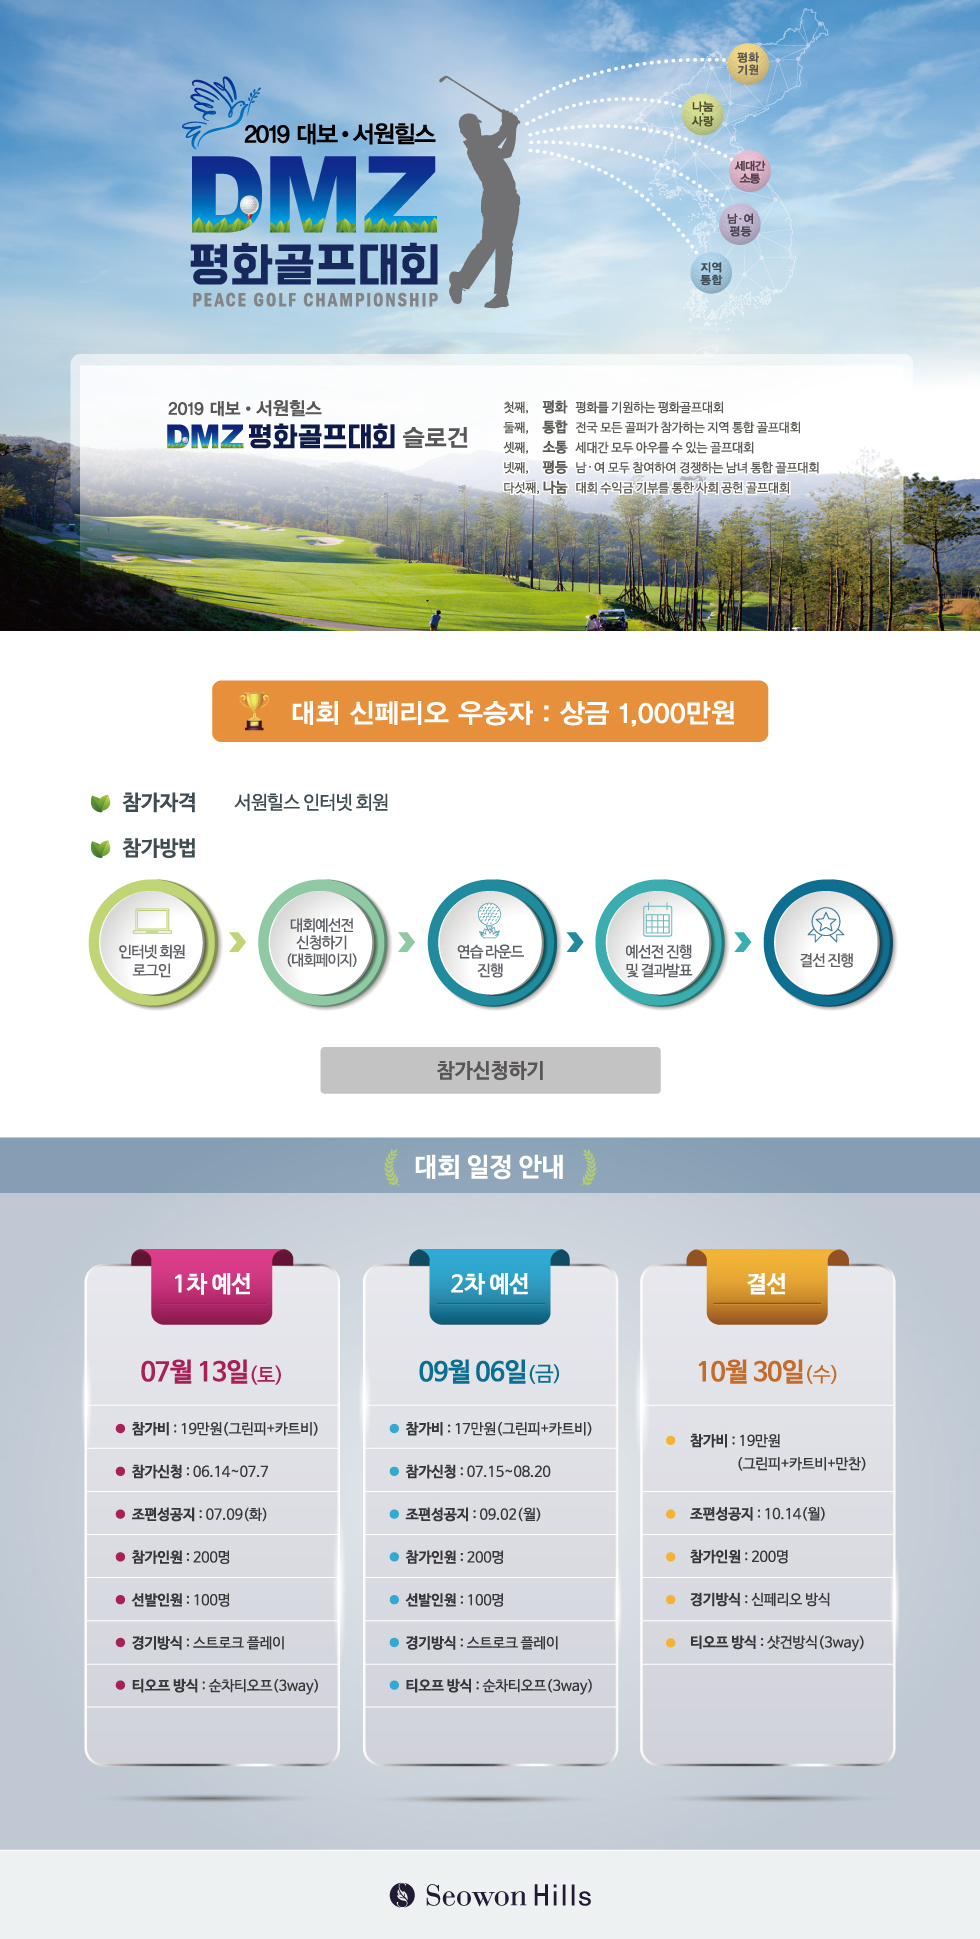 2019 대보·서원힐스
DMZ
평화골프대회
PEACE GOLF CHAMPIONSHIP
평화
기원
나눔
사랑
세대간
소통
남·여
평등
지역
통합
2019 대보·서원힐스
DMZ 평화골프대회 슬로건
첫째, 평화 평화를 기원하는 평화골프대회
둘째, 통합 전국 모든 골퍼가 참가하는 지역 통합 골프대회
셋째, 소통 세대간 모두 아우를 수 있는 골프대회
넷째, 평등 남·여 모두 참여하여 경쟁하는 남녀 통합 골프대회
다섯째, 나눔 대회 수익금 기부를 통한 사회 공헌 골프대회
대회 신페리오 우승자 : 상금 1,000만원
참가자격 서원힐스 인터넷 회원
참가방법
인터넷 회원
로그인
대회예선전
신청하기
(대회페이지)
연습 라운드
진행
예선전 진행
및 결과발표
결선 진행
참가신청하기
대회 일정 안내
1차 예선
07월 13일(토)
참가비 : 19만원(그린피+카트비)
참가신청 : 06.14~07.7
조편성공지 : 07.09(화)
참가인원 : 200명
선발인원 : 100명
경기방식 : 스트로크 플레이
티오프 방식 : 순차티오프(3way)
2차 예선
09월 06일(금)
참가비 : 17만원(그린피+카트비)
참가신청 : 07.15~08.20
조편성공지 : 09.02(월)
참가인원 : 200명
선발인원 : 100명
경기방식 : 스트로크 플레이
티오프 방식 : 순차티오프(3way)
결선
10월 30일(수)
참가비 : 19만원
(그린피+카트비+만찬)
조편성공지 : 10.14(월)
참가인원 : 200명
경기방식 : 신페리오 방식
티오프 방식 : 샷건방식(3way)
Seowon Hills